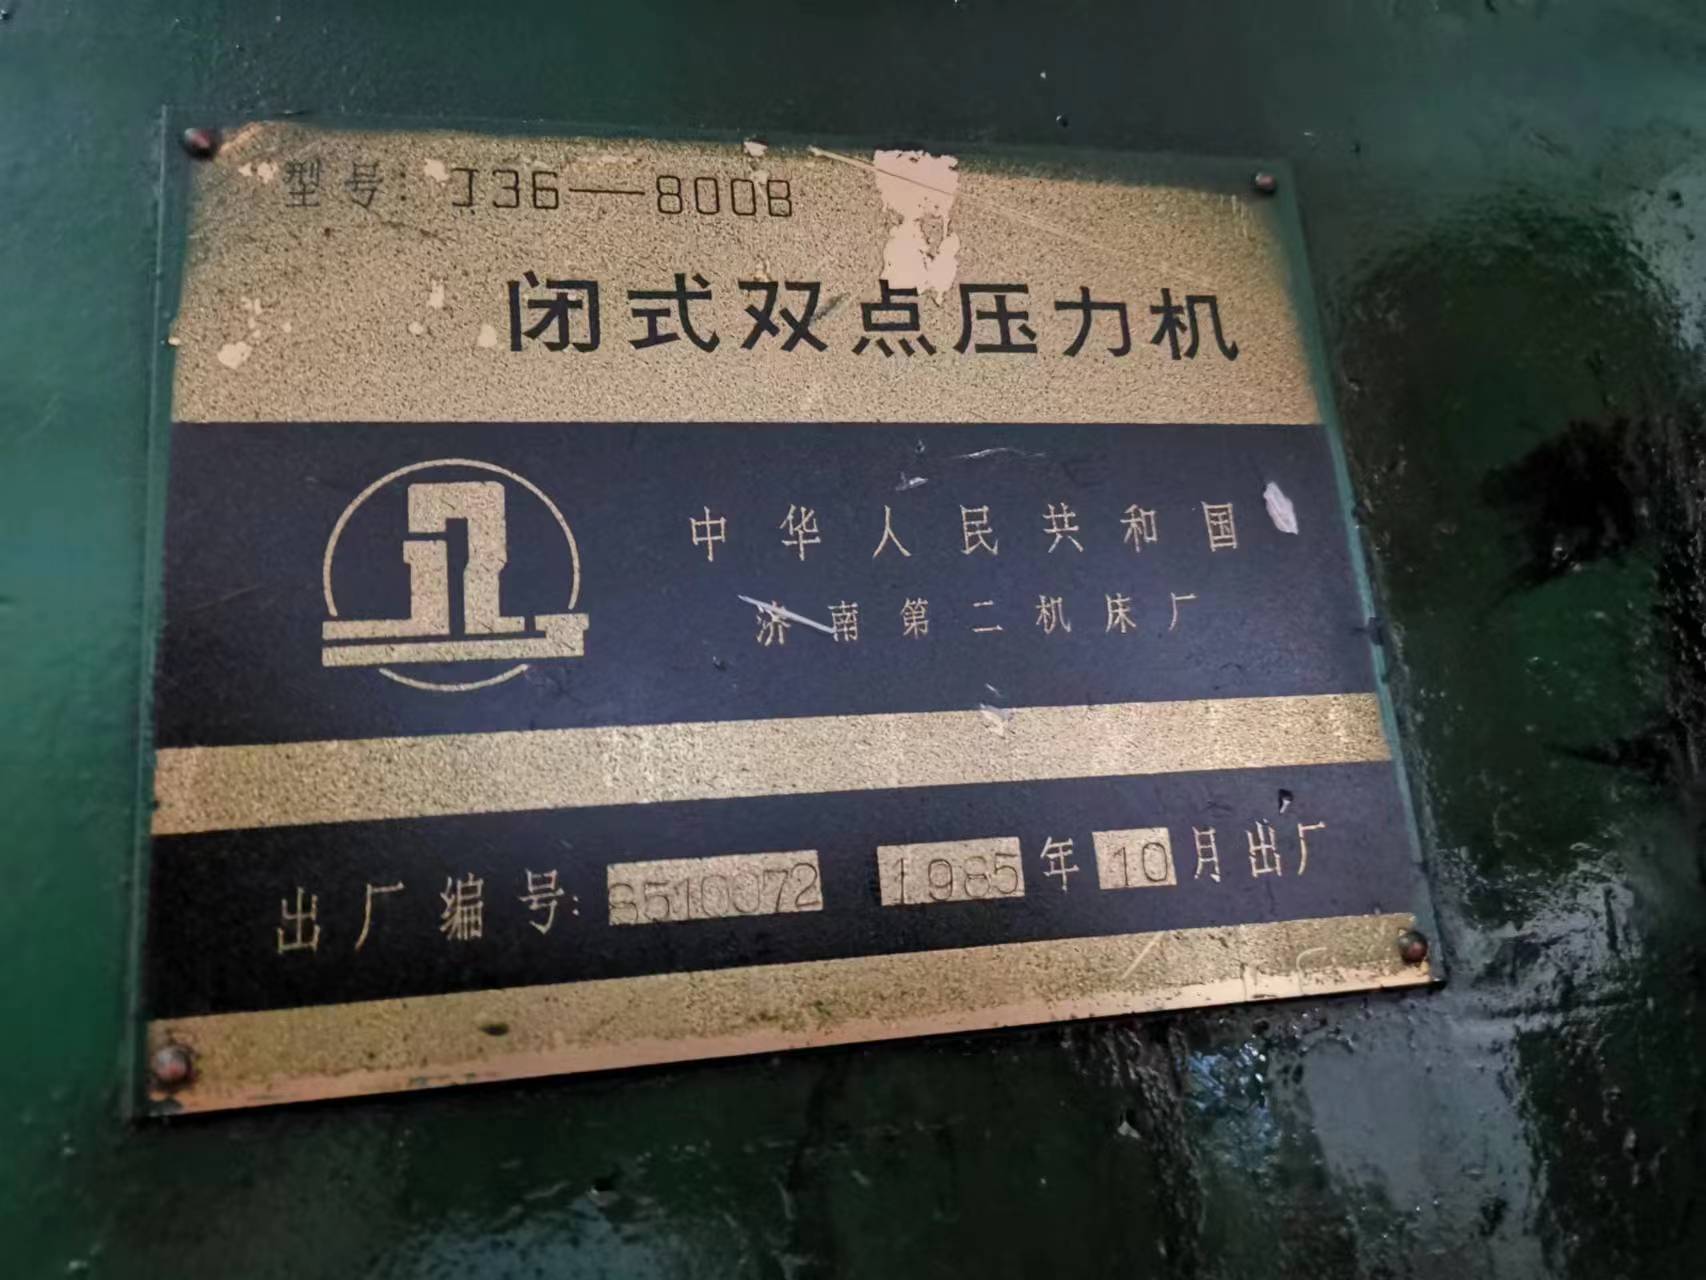 型号: J36—800B
闭式双点压力机
中华人民共和国
济南第二机床厂
出厂编号: 8510072 1985年10月出厂